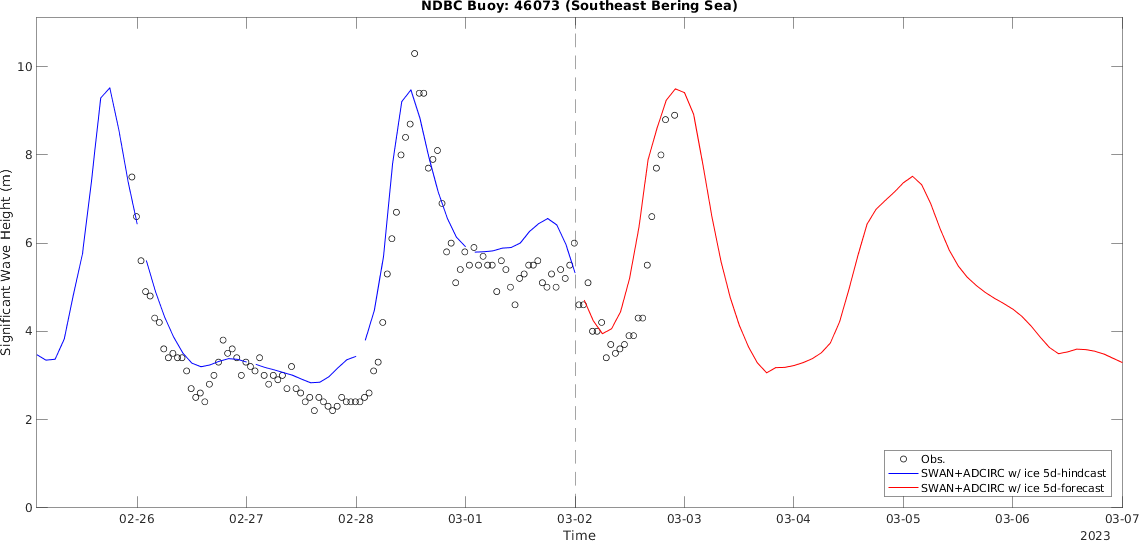 NDBC Buoy: 46073 (Southeast Bering Sea)
Significant Wave Height (m)
10
8
6
4
2
0
02-26 02-27 02-28 03-01 03-02 03-03 03-04 03-05 03-06 03-07
Time
2023
Obs.
SWAN+ADCIRC w/ ice 5d-hindcast
SWAN+ADCIRC w/ ice 5d-forecast